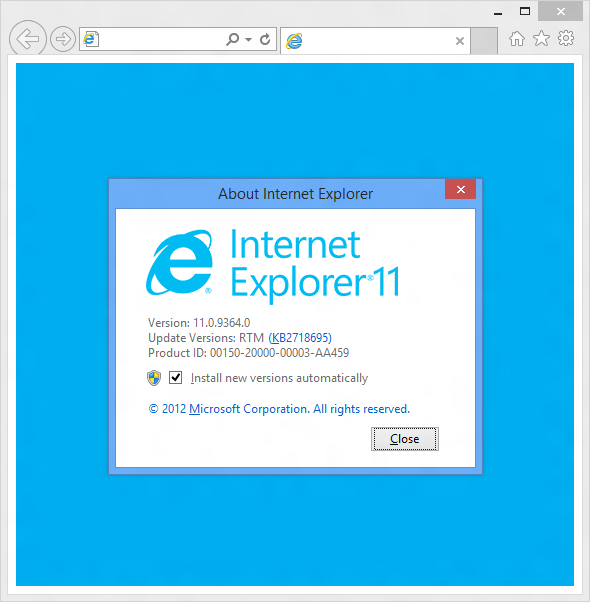 About Internet Explorer
Internet
Explorer®11
Version: 11.0.9364.0
Update Versions: RTM (KB2718695)
Product ID: 00150-20000-00003-AA459
Install new versions automatically
© 2012 Microsoft Corporation. All rights reserved.
Close